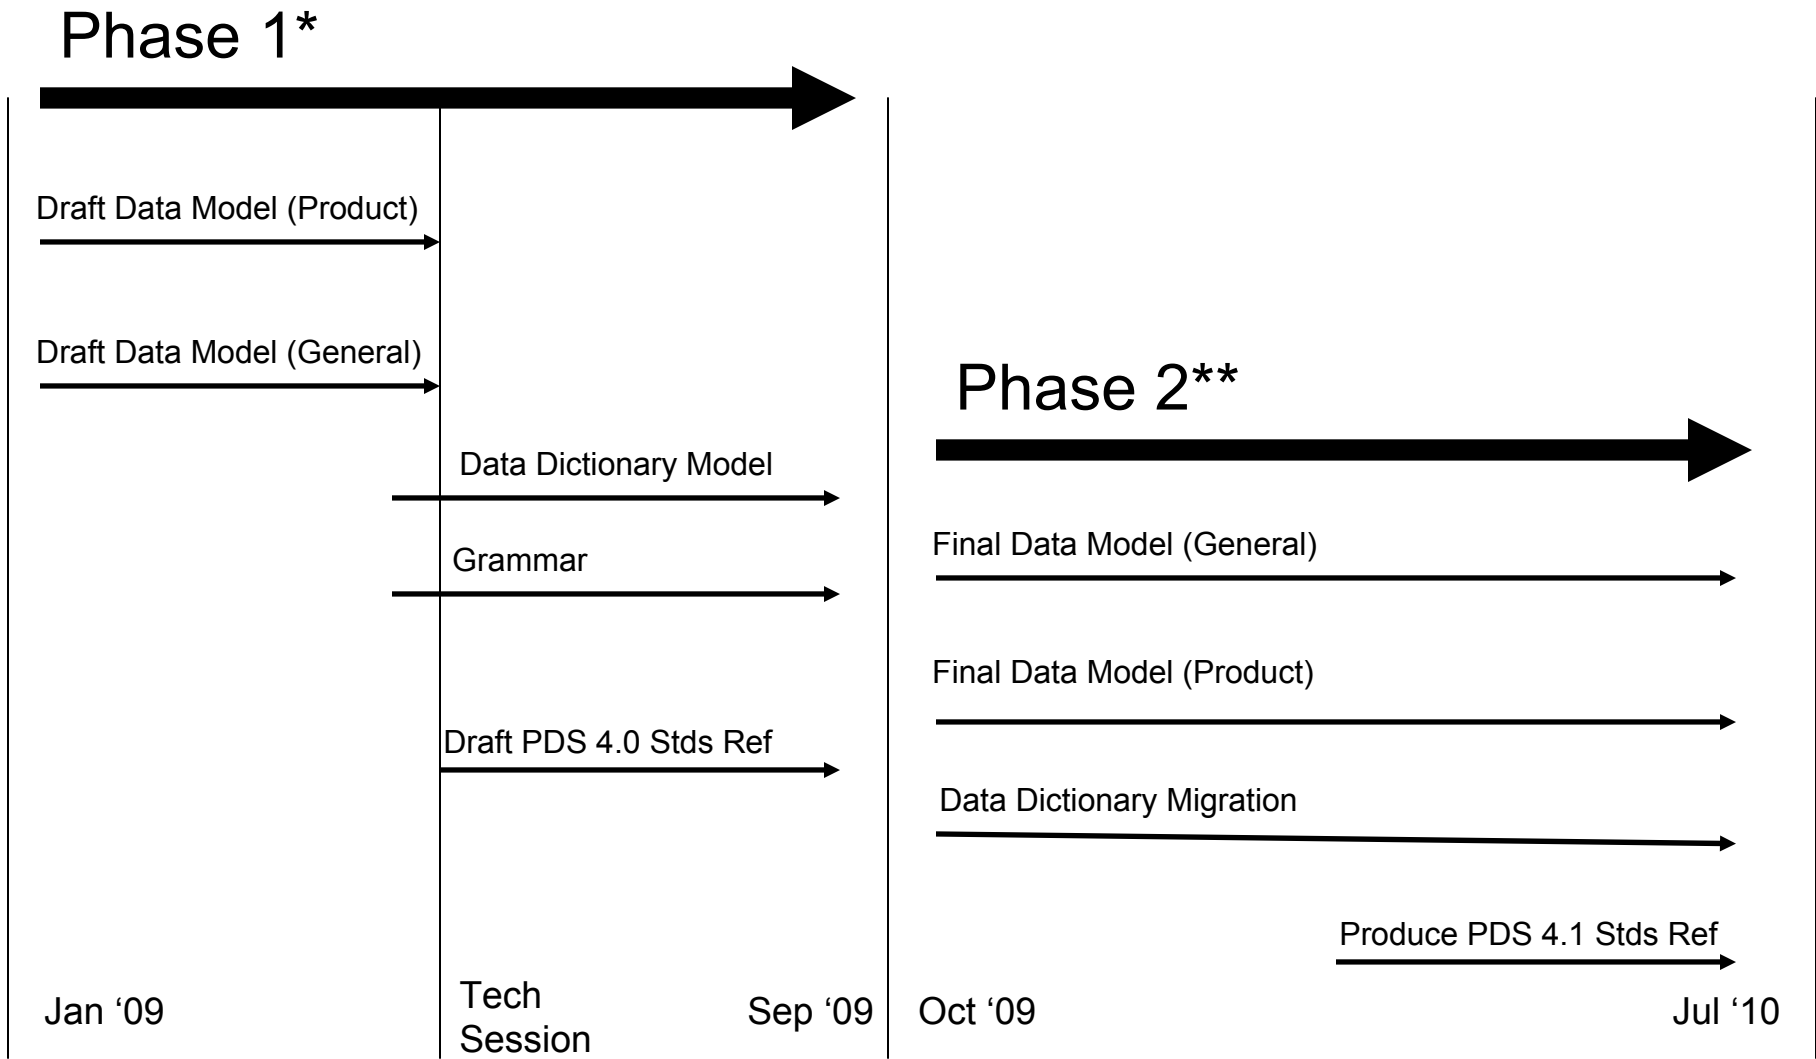 Phase 1*
Draft Data Model (Product)
Draft Data Model (General)
Data Dictionary Model
Grammar
Draft PDS 4.0 Stds Ref
Phase 2**
Final Data Model (General)
Final Data Model (Product)
Data Dictionary Migration
Produce PDS 4.1 Stds Ref
Jan ‘09
Tech
Session
Sep ‘09
Oct ‘09
Jul ‘10